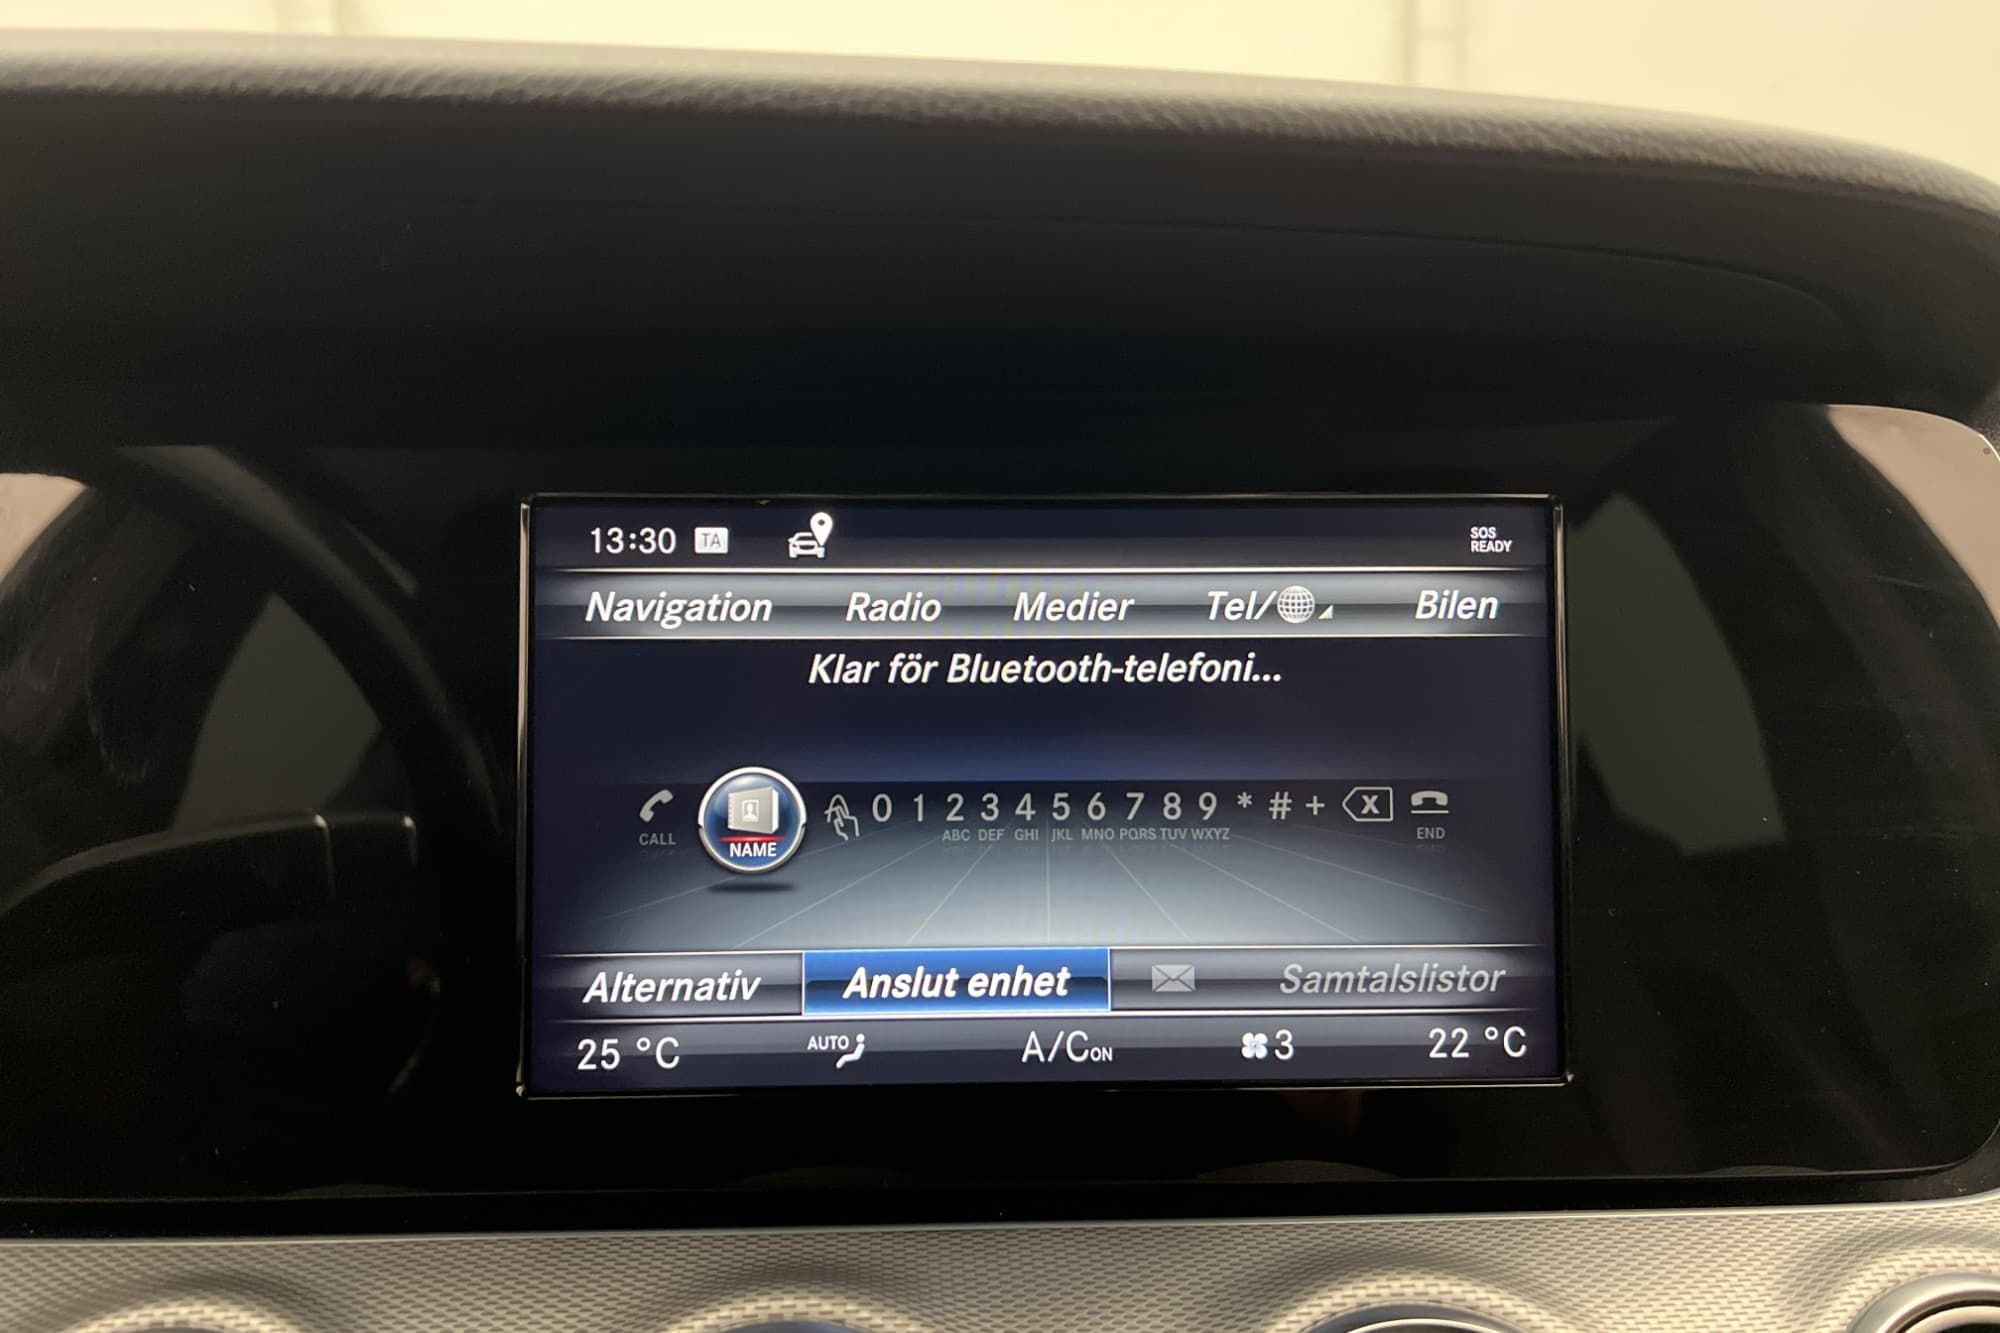 13:30 TA SOS READY
Navigation Radio Medier Tel/ Bilen
Klar för Bluetooth-telefoni...
CALL NAME 0 1 2 3 4 5 6 7 8 9 * # + X END
ABC DEF GHI JKL MNO PQRS TUV WXYZ
Alternativ Anslut enhet Samtalslistor
25 °C AUTO A/C ON 3 22 °C